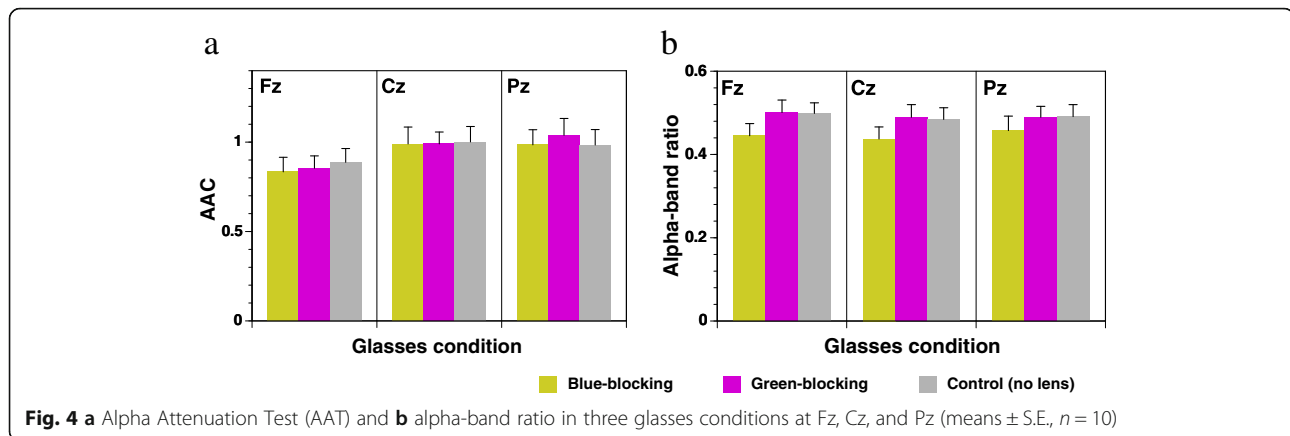 a
b
Fz
Cz
Pz
1
0.5
0
AAC
Glasses condition
0.6
0.4
0.2
0
Fz
Cz
Pz
Alpha-band ratio
Glasses condition
Blue-blocking
Green-blocking
Control (no lens)
Fig. 4 a Alpha Attenuation Test (AAT) and b alpha-band ratio in three glasses conditions at Fz, Cz, and Pz (means ± S.E., n = 10)